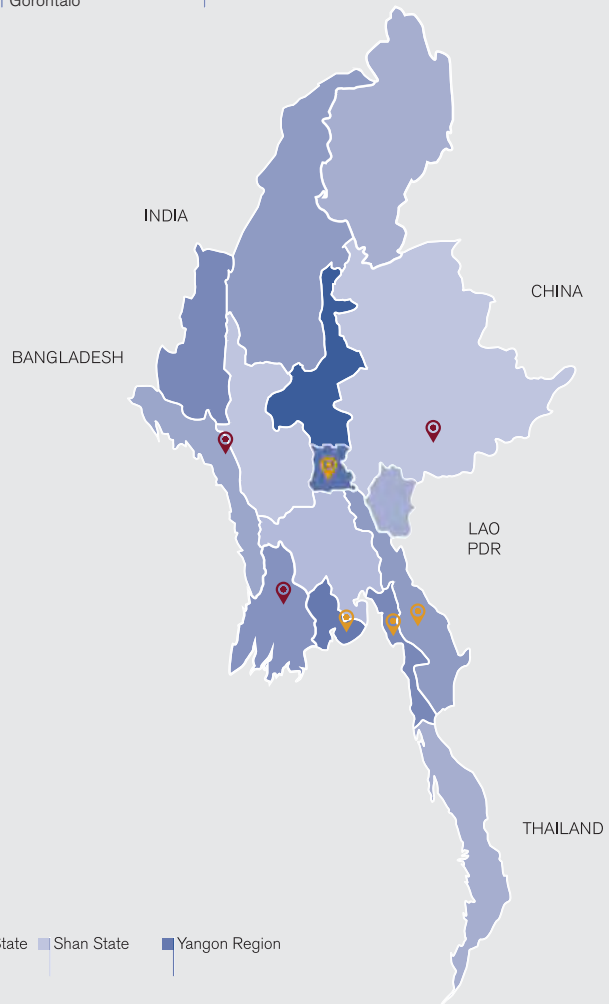 Gorontalo
INDIA
CHINA
BANGLADESH
LAO
PDR
THAILAND
State
Shan State
Yangon Region